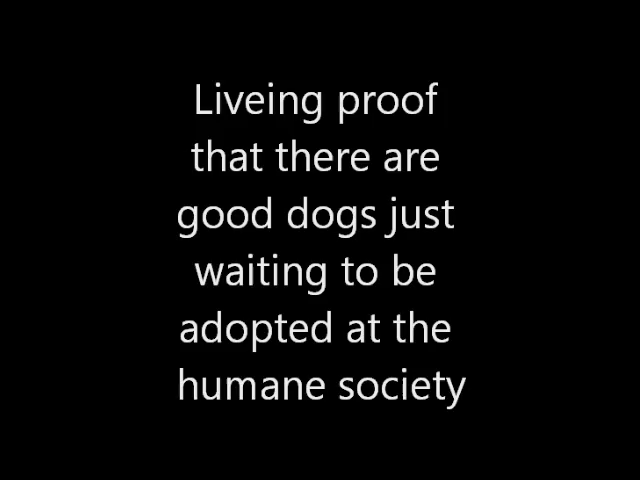 Liveing proof
that there are
good dogs just
waiting to be
adopted at the
humane society